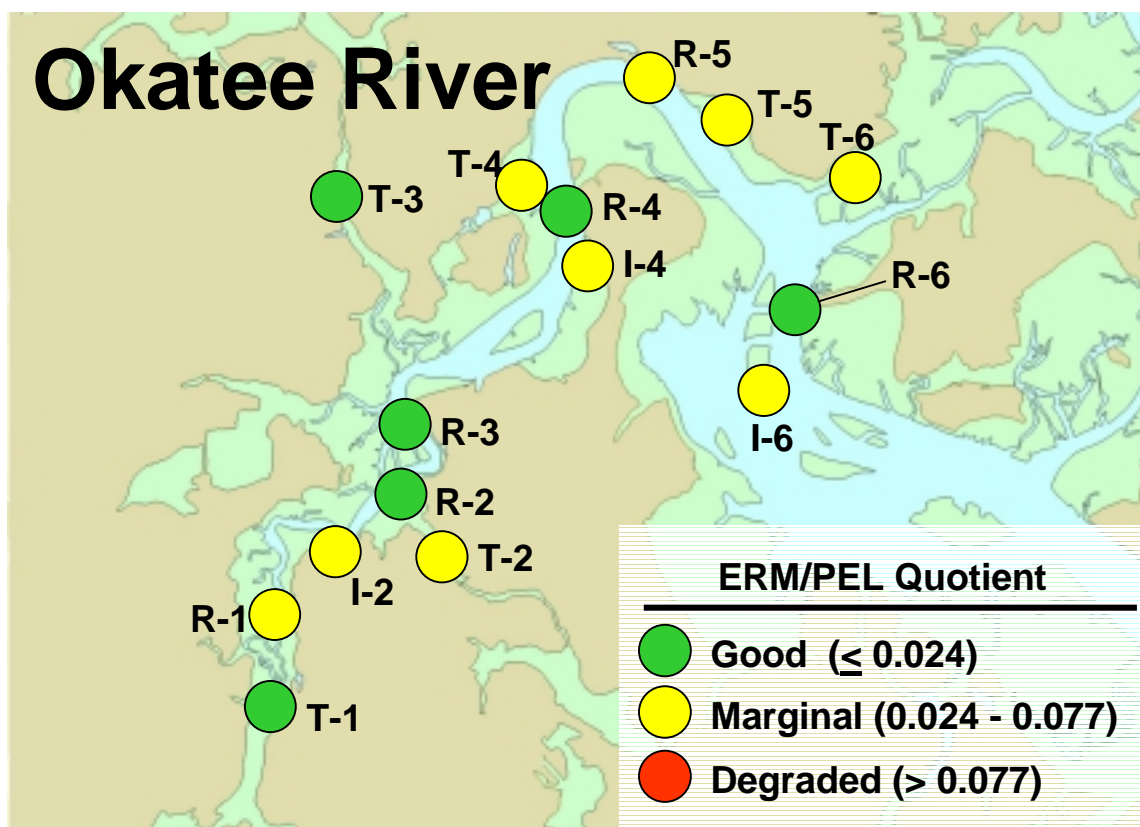 Okatee River
R-5
T-5
T-6
T-4
T-3
R-4
I-4
R-6
I-6
R-3
R-2
T-2
I-2
R-1
T-1
ERM/PEL Quotient
Good (≤ 0.024)
Marginal (0.024 - 0.077)
Degraded (> 0.077)